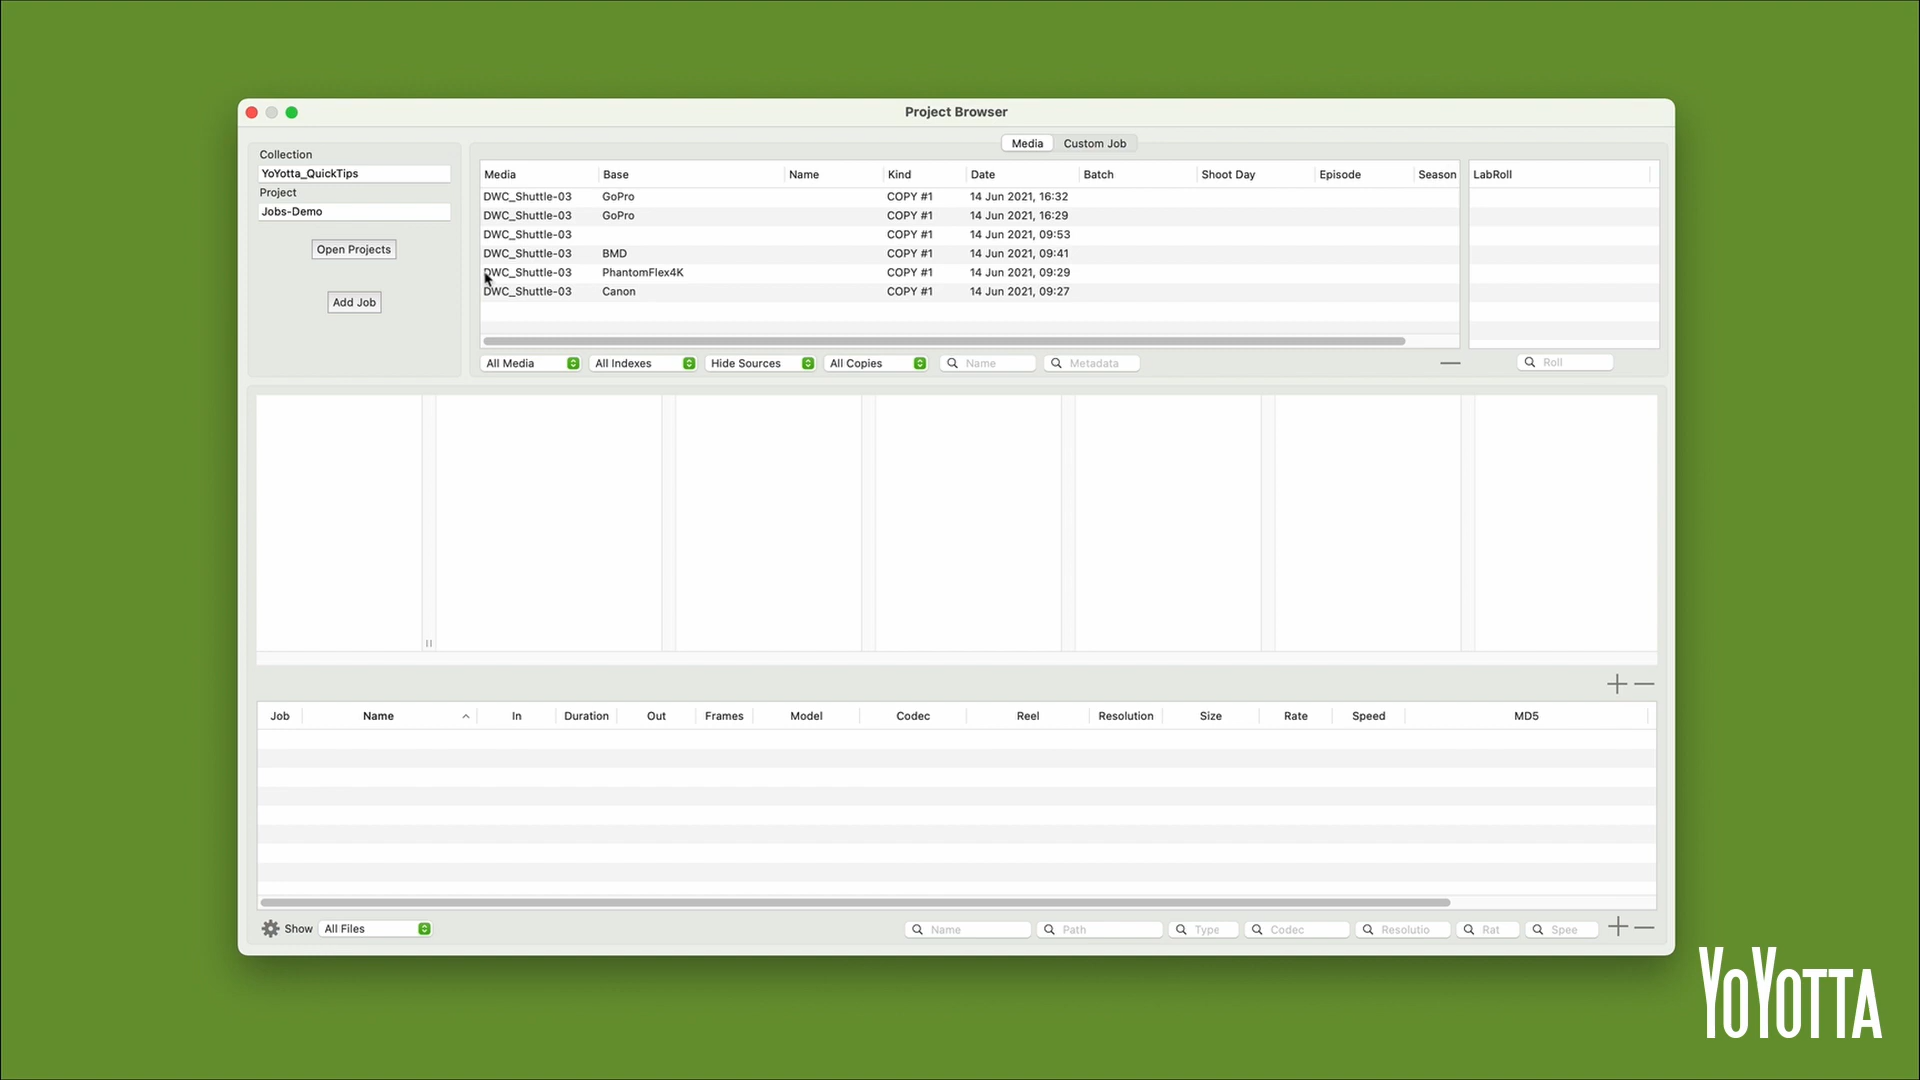 Project Browser
Media Custom Job
Collection
YoYotta_QuickTips
Project
Jobs-Demo
Open Projects
Add Job
Media Base Name Kind Date Batch Shoot Day Episode Season
DWC_Shuttle-03 GoPro COPY #1 14 Jun 2021, 16:32
DWC_Shuttle-03 GoPro COPY #1 14 Jun 2021, 16:29
DWC_Shuttle-03 COPY #1 14 Jun 2021, 09:53
DWC_Shuttle-03 BMD COPY #1 14 Jun 2021, 09:41
DWC_Shuttle-03 PhantomFlex4K COPY #1 14 Jun 2021, 09:29
DWC_Shuttle-03 Canon COPY #1 14 Jun 2021, 09:27
All Media All Indexes Hide Sources All Copies Name Metadata
LabRoll
Roll
Job Name In Duration Out Frames Model Codec Reel Resolution Size Rate Speed MD5
Show All Files Name Path Type Codec Resolutio Rat Spee
YOYOTTA